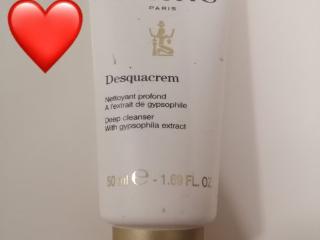 PARIS
Desquacrem
Nettoyant profond
A l'extrait de gypsophile
Deep cleanser
With gypsophila extract
50 ml e - 1.69 FL. OZ